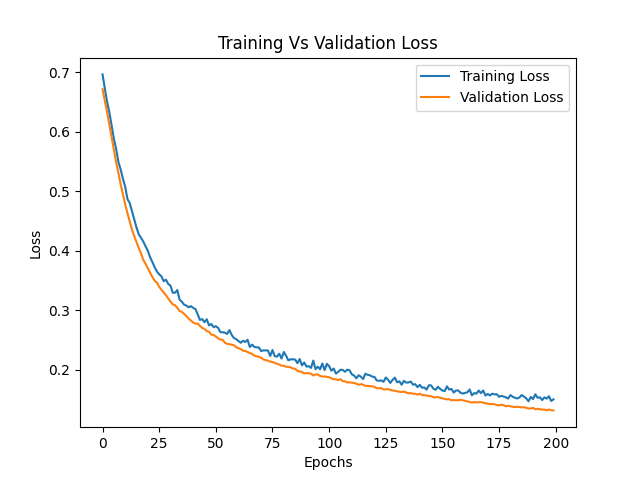 Training Vs Validation Loss
Training Loss
Validation Loss
0.7
0.6
0.5
0.4
0.3
0.2
Loss
0 25 50 75 100 125 150 175 200
Epochs